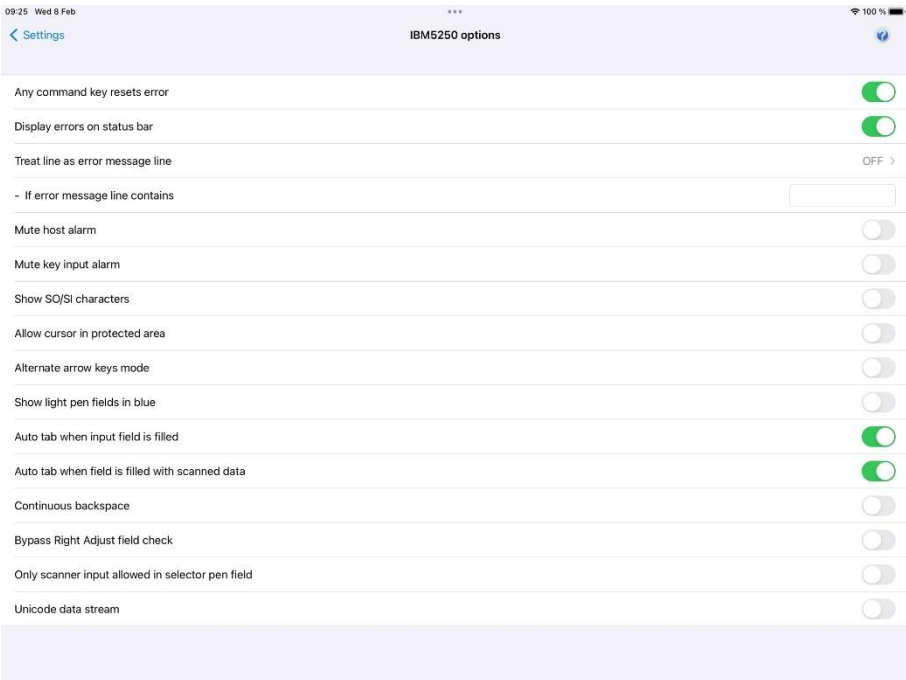 09:25 Wed 8 Feb
100 %
Settings
IBM5250 options
?
Any command key resets error
Display errors on status bar
Treat line as error message line
OFF
- If error message line contains
Mute host alarm
Mute key input alarm
Show SO/SI characters
Allow cursor in protected area
Alternate arrow keys mode
Show light pen fields in blue
Auto tab when input field is filled
Auto tab when field is filled with scanned data
Continuous backspace
Bypass Right Adjust field check
Only scanner input allowed in selector pen field
Unicode data stream